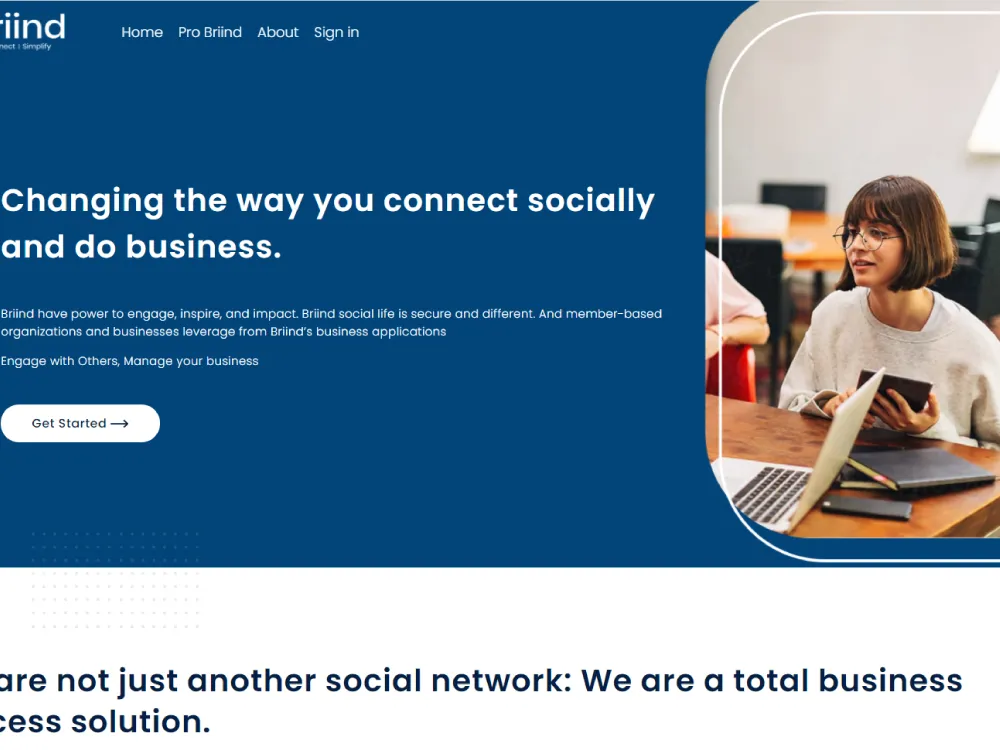 riind
nect : Simplify
Home Pro Briind About Sign in
Changing the way you connect socially
and do business.
Briind have power to engage, inspire, and impact. Briind social life is secure and different. And member-based
organizations and businesses leverage from Briind’s business applications
Engage with Others, Manage your business
Get Started
are not just another social network: We are a total business
cess solution.